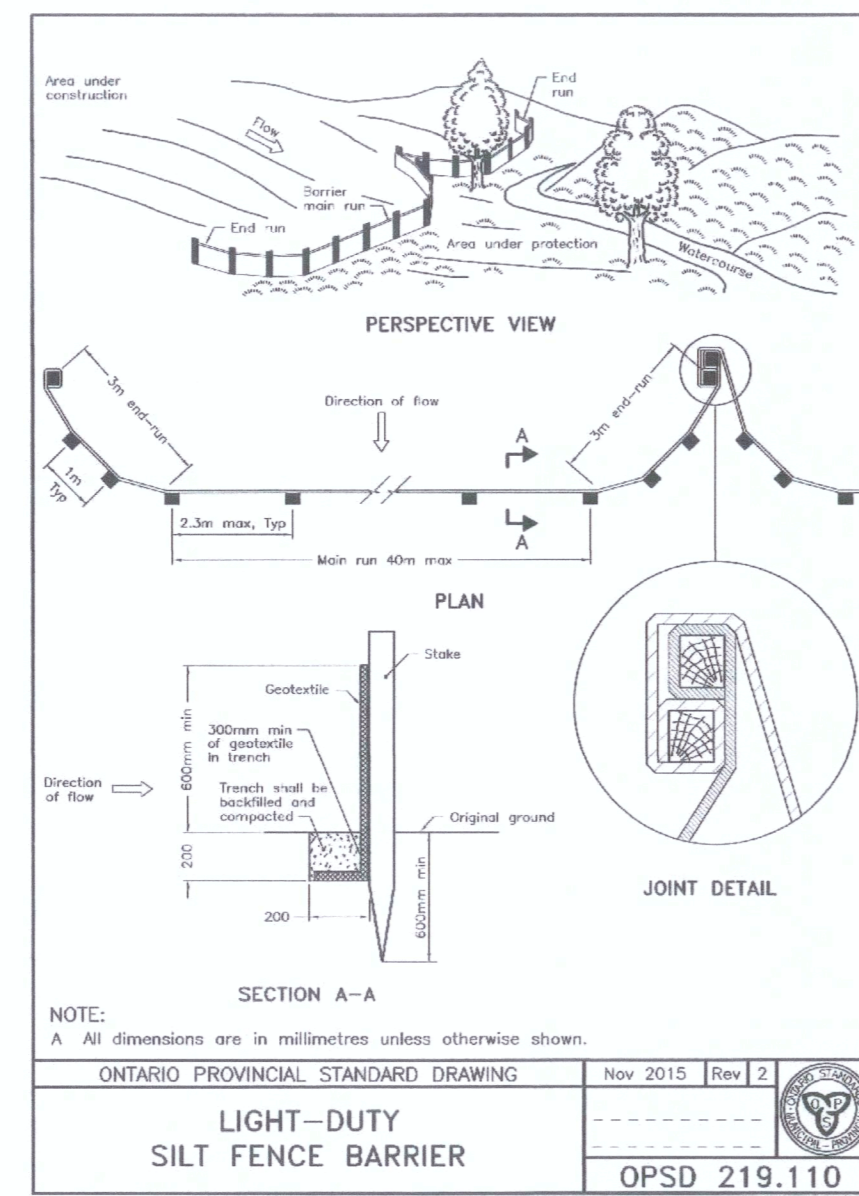 Area under
construction
Flow
End
run
Barrier
main run
End run
Area under protection
Watercourse
PERSPECTIVE VIEW
3m end-run
Direction of flow
3m end-run
A
1m
Typ
2.3m max, Typ
A
Main run 40m max
PLAN
Stake
Geotextile
600mm min
300mm min
of geotextile
in trench
Direction
of flow
Trench shall be
backfilled and
compacted
Original ground
200
600mm min
200
JOINT DETAIL
SECTION A-A
NOTE:
A All dimensions are in millimetres unless otherwise shown.
ONTARIO PROVINCIAL STANDARD DRAWING
Nov 2015 Rev 2
LIGHT-DUTY
SILT FENCE BARRIER
OPS
OPSD 219.110